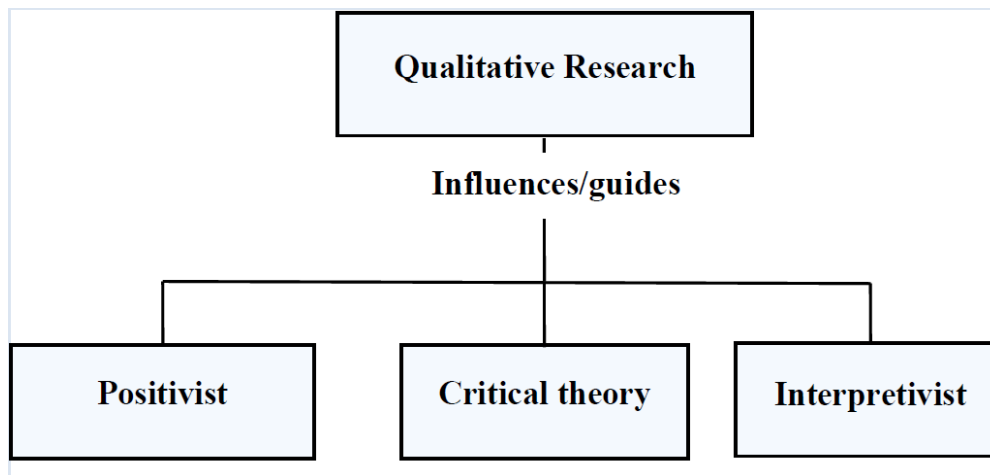 Qualitative Research
Influences/guides
Positivist
Critical theory
Interpretivist